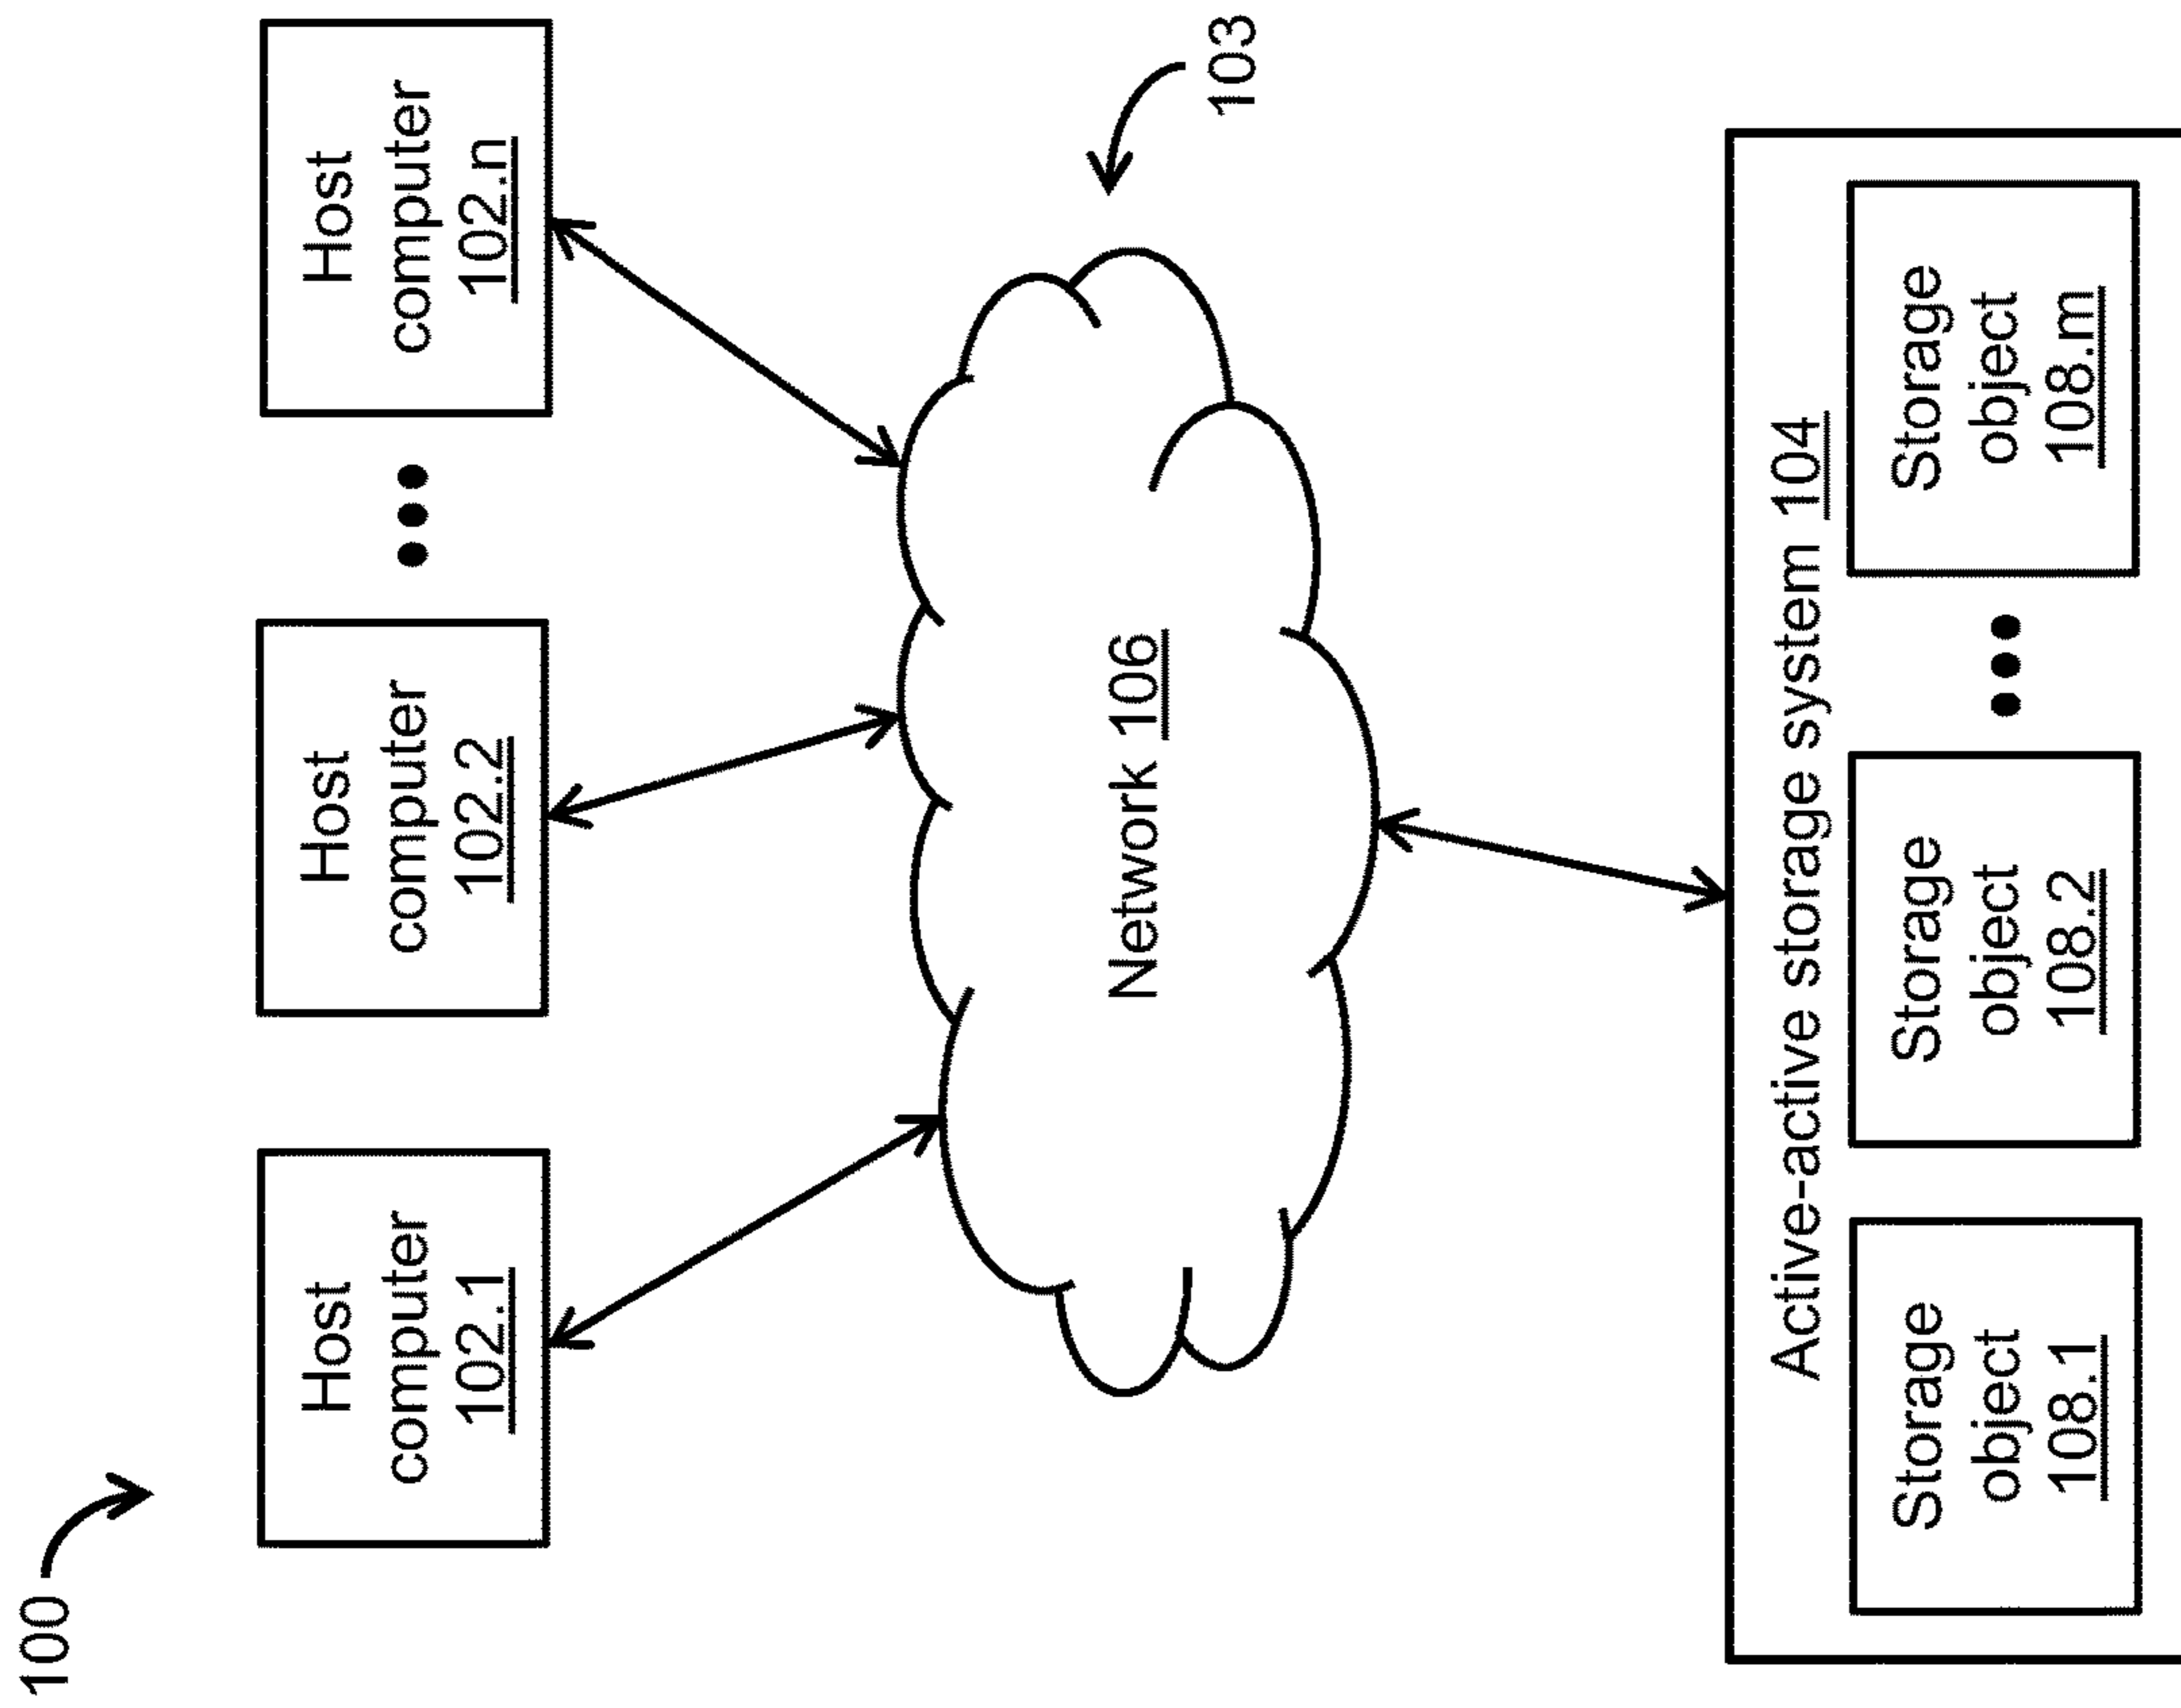 100
Host
computer
102.1
Host
computer
102.2
Host
computer
102.n
103
Network 106
Active-active storage system 104
Storage
object
108.1
Storage
object
108.2
Storage
object
108.m